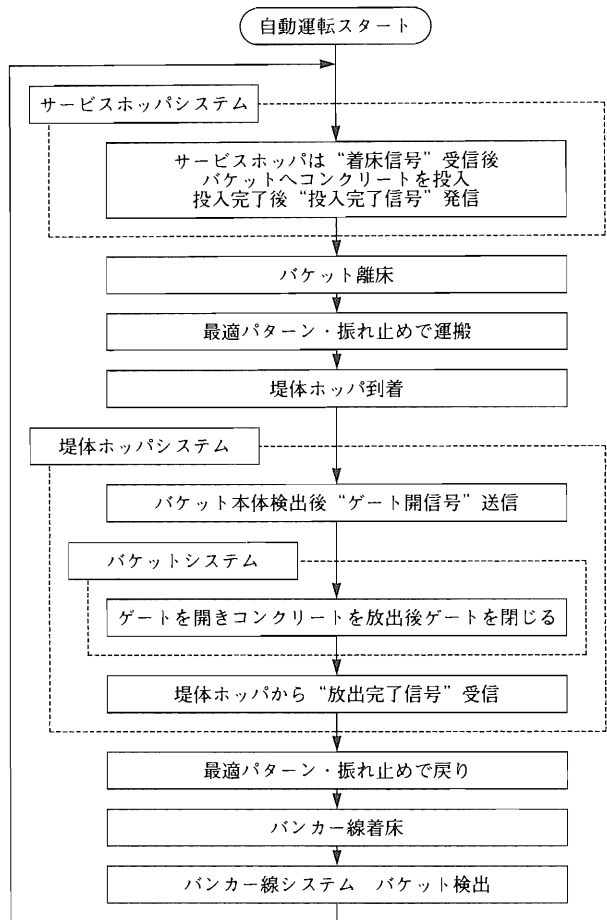 自動運転スタート
サービスホッパシステム
サービスホッパは“着床信号”受信後
バケットへコンクリートを投入
投入完了後“投入完了信号”発信
バケット離床
最適パターン・振れ止めで運搬
堤体ホッパ到着
堤体ホッパシステム
バケット本体検出後“ゲート開信号”送信
バケットシステム
ゲートを開きコンクリートを放出後ゲートを閉じる
堤体ホッパから“放出完了信号”受信
最適パターン・振れ止めで戻り
バンカー線着床
バンカー線システム　バケット検出